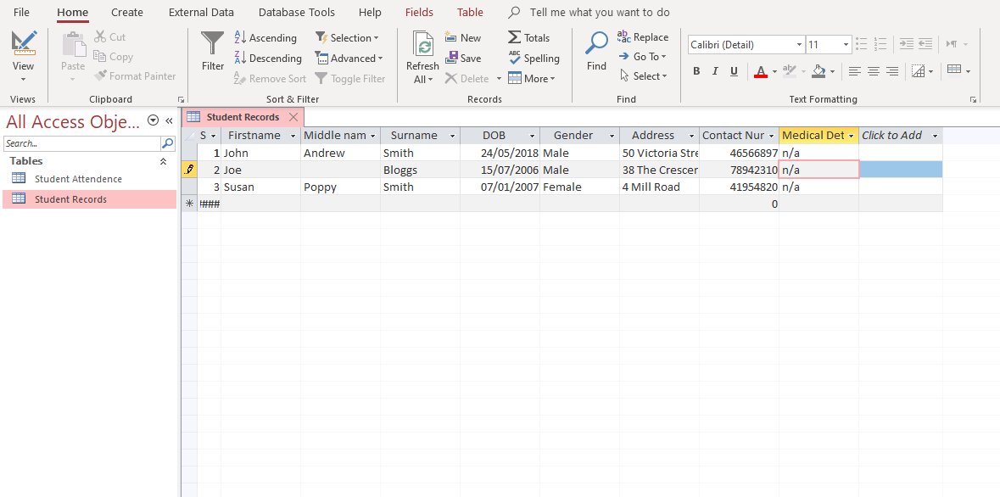 File Home Create External Data Database Tools Help Fields Table Tell me what you want to do
View
Views
Paste
Cut
Copy
Format Painter
Clipboard
Filter
Ascending
Descending
Remove Sort
Selection
Advanced
Toggle Filter
Sort & Filter
Refresh
All
New
Save
Delete
Totals
Spelling
More
Records
Find
Replace
Go To
Select
Find
Calibri (Detail) 11
B I U A
Text Formatting
All Access Obje...
Search...
Tables
Student Attendence
Student Records
Student Records
S Firstname Middle nam Surname DOB Gender Address Contact Nur Medical Det Click to Add
1 John Andrew Smith 24/05/2018 Male 50 Victoria Stre 46566897 n/a
2 Joe Bloggs 15/07/2006 Male 38 The Crescen 78942310 n/a
3 Susan Poppy Smith 07/01/2007 Female 4 Mill Road 41954820 n/a
#### 0